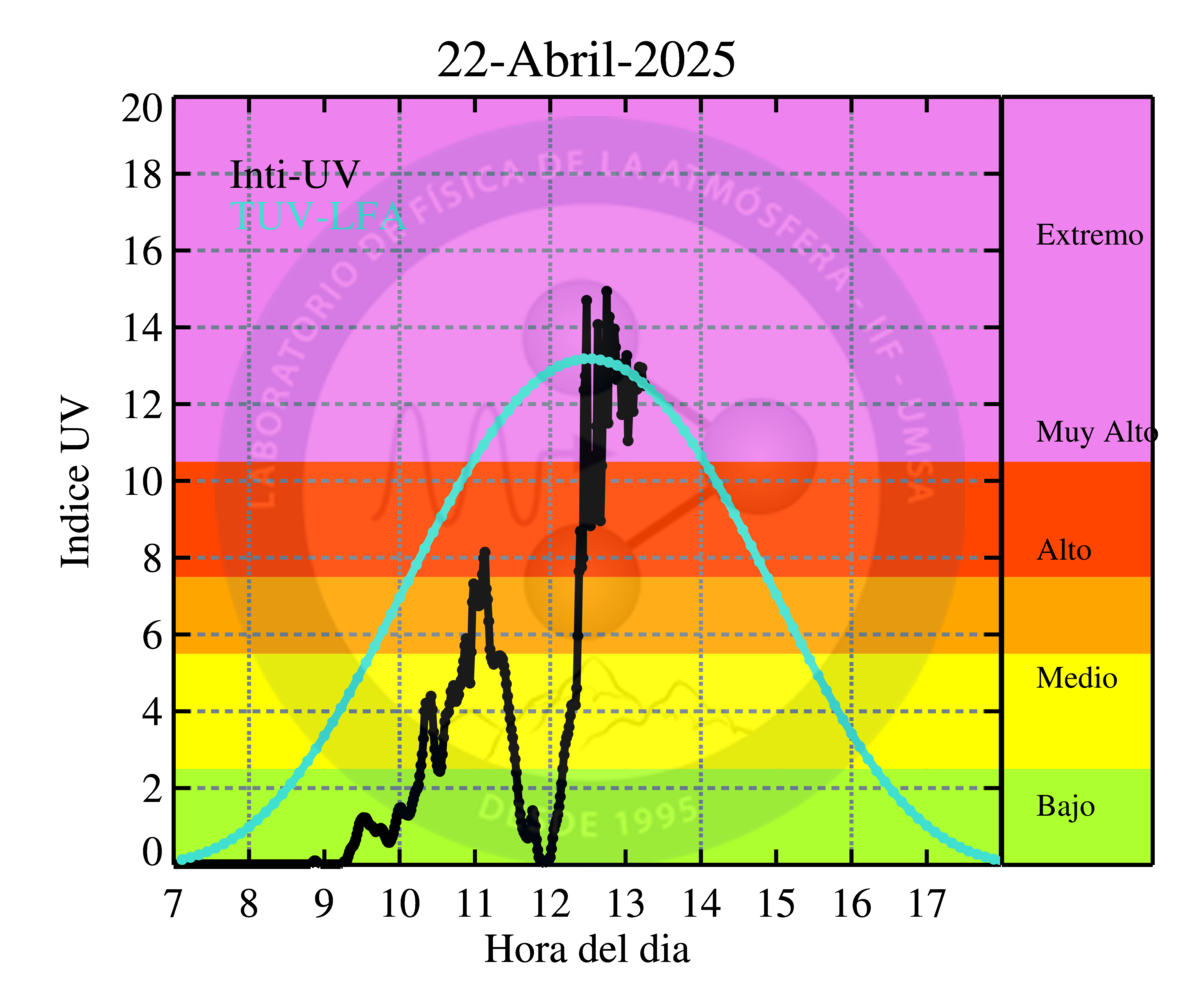 22-Abril-2025
20
18
16
14
12
10
8
6
4
2
0
Indice UV
Inti-UV
TUV-LFA
LABORATORIO DE FÍSICA DE LA ATMÓSFERA - IIF - UMSA
DESDE 1995
Extremo
Muy Alto
Alto
Medio
Bajo
7 8 9 10 11 12 13 14 15 16 17
Hora del dia